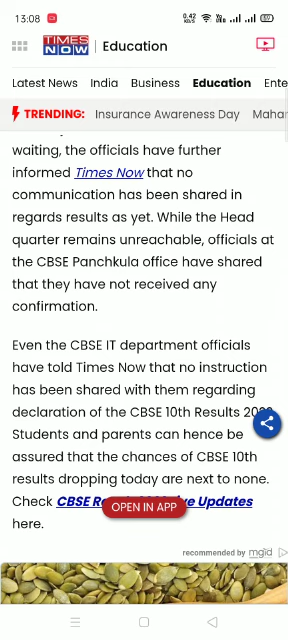 13:08
0.42 KB/S
TIMES NOW | Education
Latest News India Business Education Ente
TRENDING: Insurance Awareness Day Mahar
waiting, the officials have further
informed Times Now that no
communication has been shared in
regards results as yet. While the Head
quarter remains unreachable, officials at
the CBSE Panchkula office have shared
that they have not received any
confirmation.
Even the CBSE IT department officials
have told Times Now that no instruction
has been shared with them regarding
declaration of the CBSE 10th Results
Students and parents can hence be
assured that the chances of CBSE 10th
results dropping today are next to none.
Check CBSE Updates
OPEN IN APP
here.
recommended by mgid